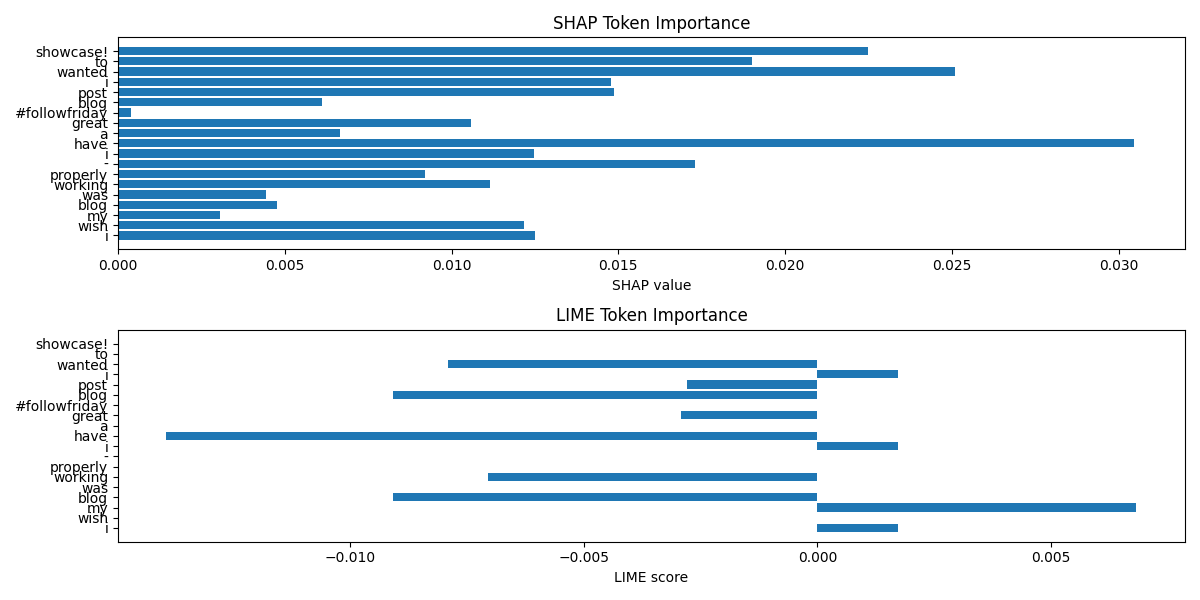 SHAP Token Importance
showcase!
to
wanted
i
post
blog
#followfriday
great
a
have
i
-
properly
working
was
blog
my
wish
i
0.000 0.005 0.010 0.015 0.020 0.025 0.030
SHAP value
LIME Token Importance
showcase!
to
wanted
i
post
blog
#followfriday
great
a
have
i
-
properly
working
was
blog
my
wish
i
−0.010 −0.005 0.000 0.005
LIME score